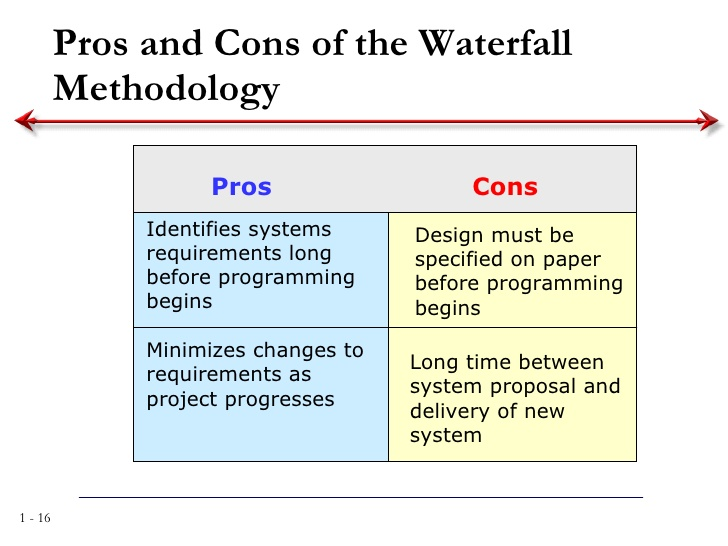 Pros and Cons of the Waterfall
Methodology
Pros
Cons
Identifies systems
requirements long
before programming
begins
Design must be
specified on paper
before programming
begins
Minimizes changes to
requirements as
project progresses
Long time between
system proposal and
delivery of new
system
1 - 16